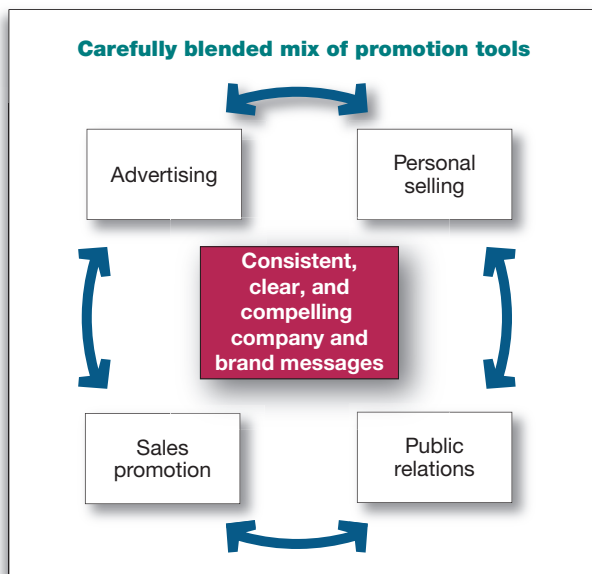 Carefully blended mix of promotion tools
Advertising
Personal
selling
Consistent,
clear, and
compelling
company and
brand messages
Sales
promotion
Public
relations